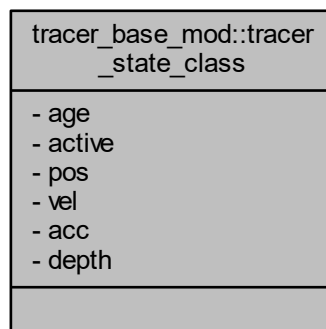 tracer_base_mod::tracer
_state_class
- age
- active
- pos
- vel
- acc
- depth